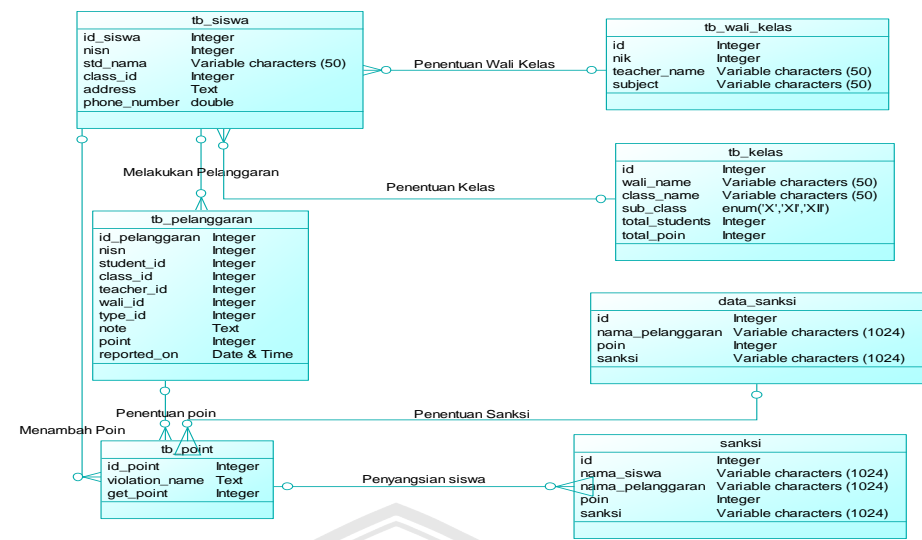 tb_siswa
id_siswa Integer
nisn Integer
std_nama Variable characters (50)
class_id Integer
address Text
phone_number double
Penentuan Wali Kelas
tb_wali_kelas
id Integer
nik Integer
teacher_name Variable characters (50)
subject Variable characters (50)
Melakukan Pelanggaran
Penentuan Kelas
tb_kelas
id Integer
wali_name Variable characters (50)
class_name Variable characters (50)
sub_class enum('X','XI','XII')
total_students Integer
total_poin Integer
tb_pelanggaran
id_pelanggaran Integer
nisn Integer
student_id Integer
class_id Integer
teacher_id Integer
wali_id Integer
type_id Integer
note Text
point Integer
reported_on Date & Time
data_sanksi
id Integer
nama_pelanggaran Variable characters (1024)
poin Integer
sanksi Variable characters (1024)
Penentuan poin
Penentuan Sanksi
Menambah Poin
tb_point
id_point Integer
violation_name Text
get_point Integer
Penyangsian siswa
sanksi
id Integer
nama_siswa Variable characters (1024)
nama_pelanggaran Variable characters (1024)
poin Integer
sanksi Variable characters (1024)